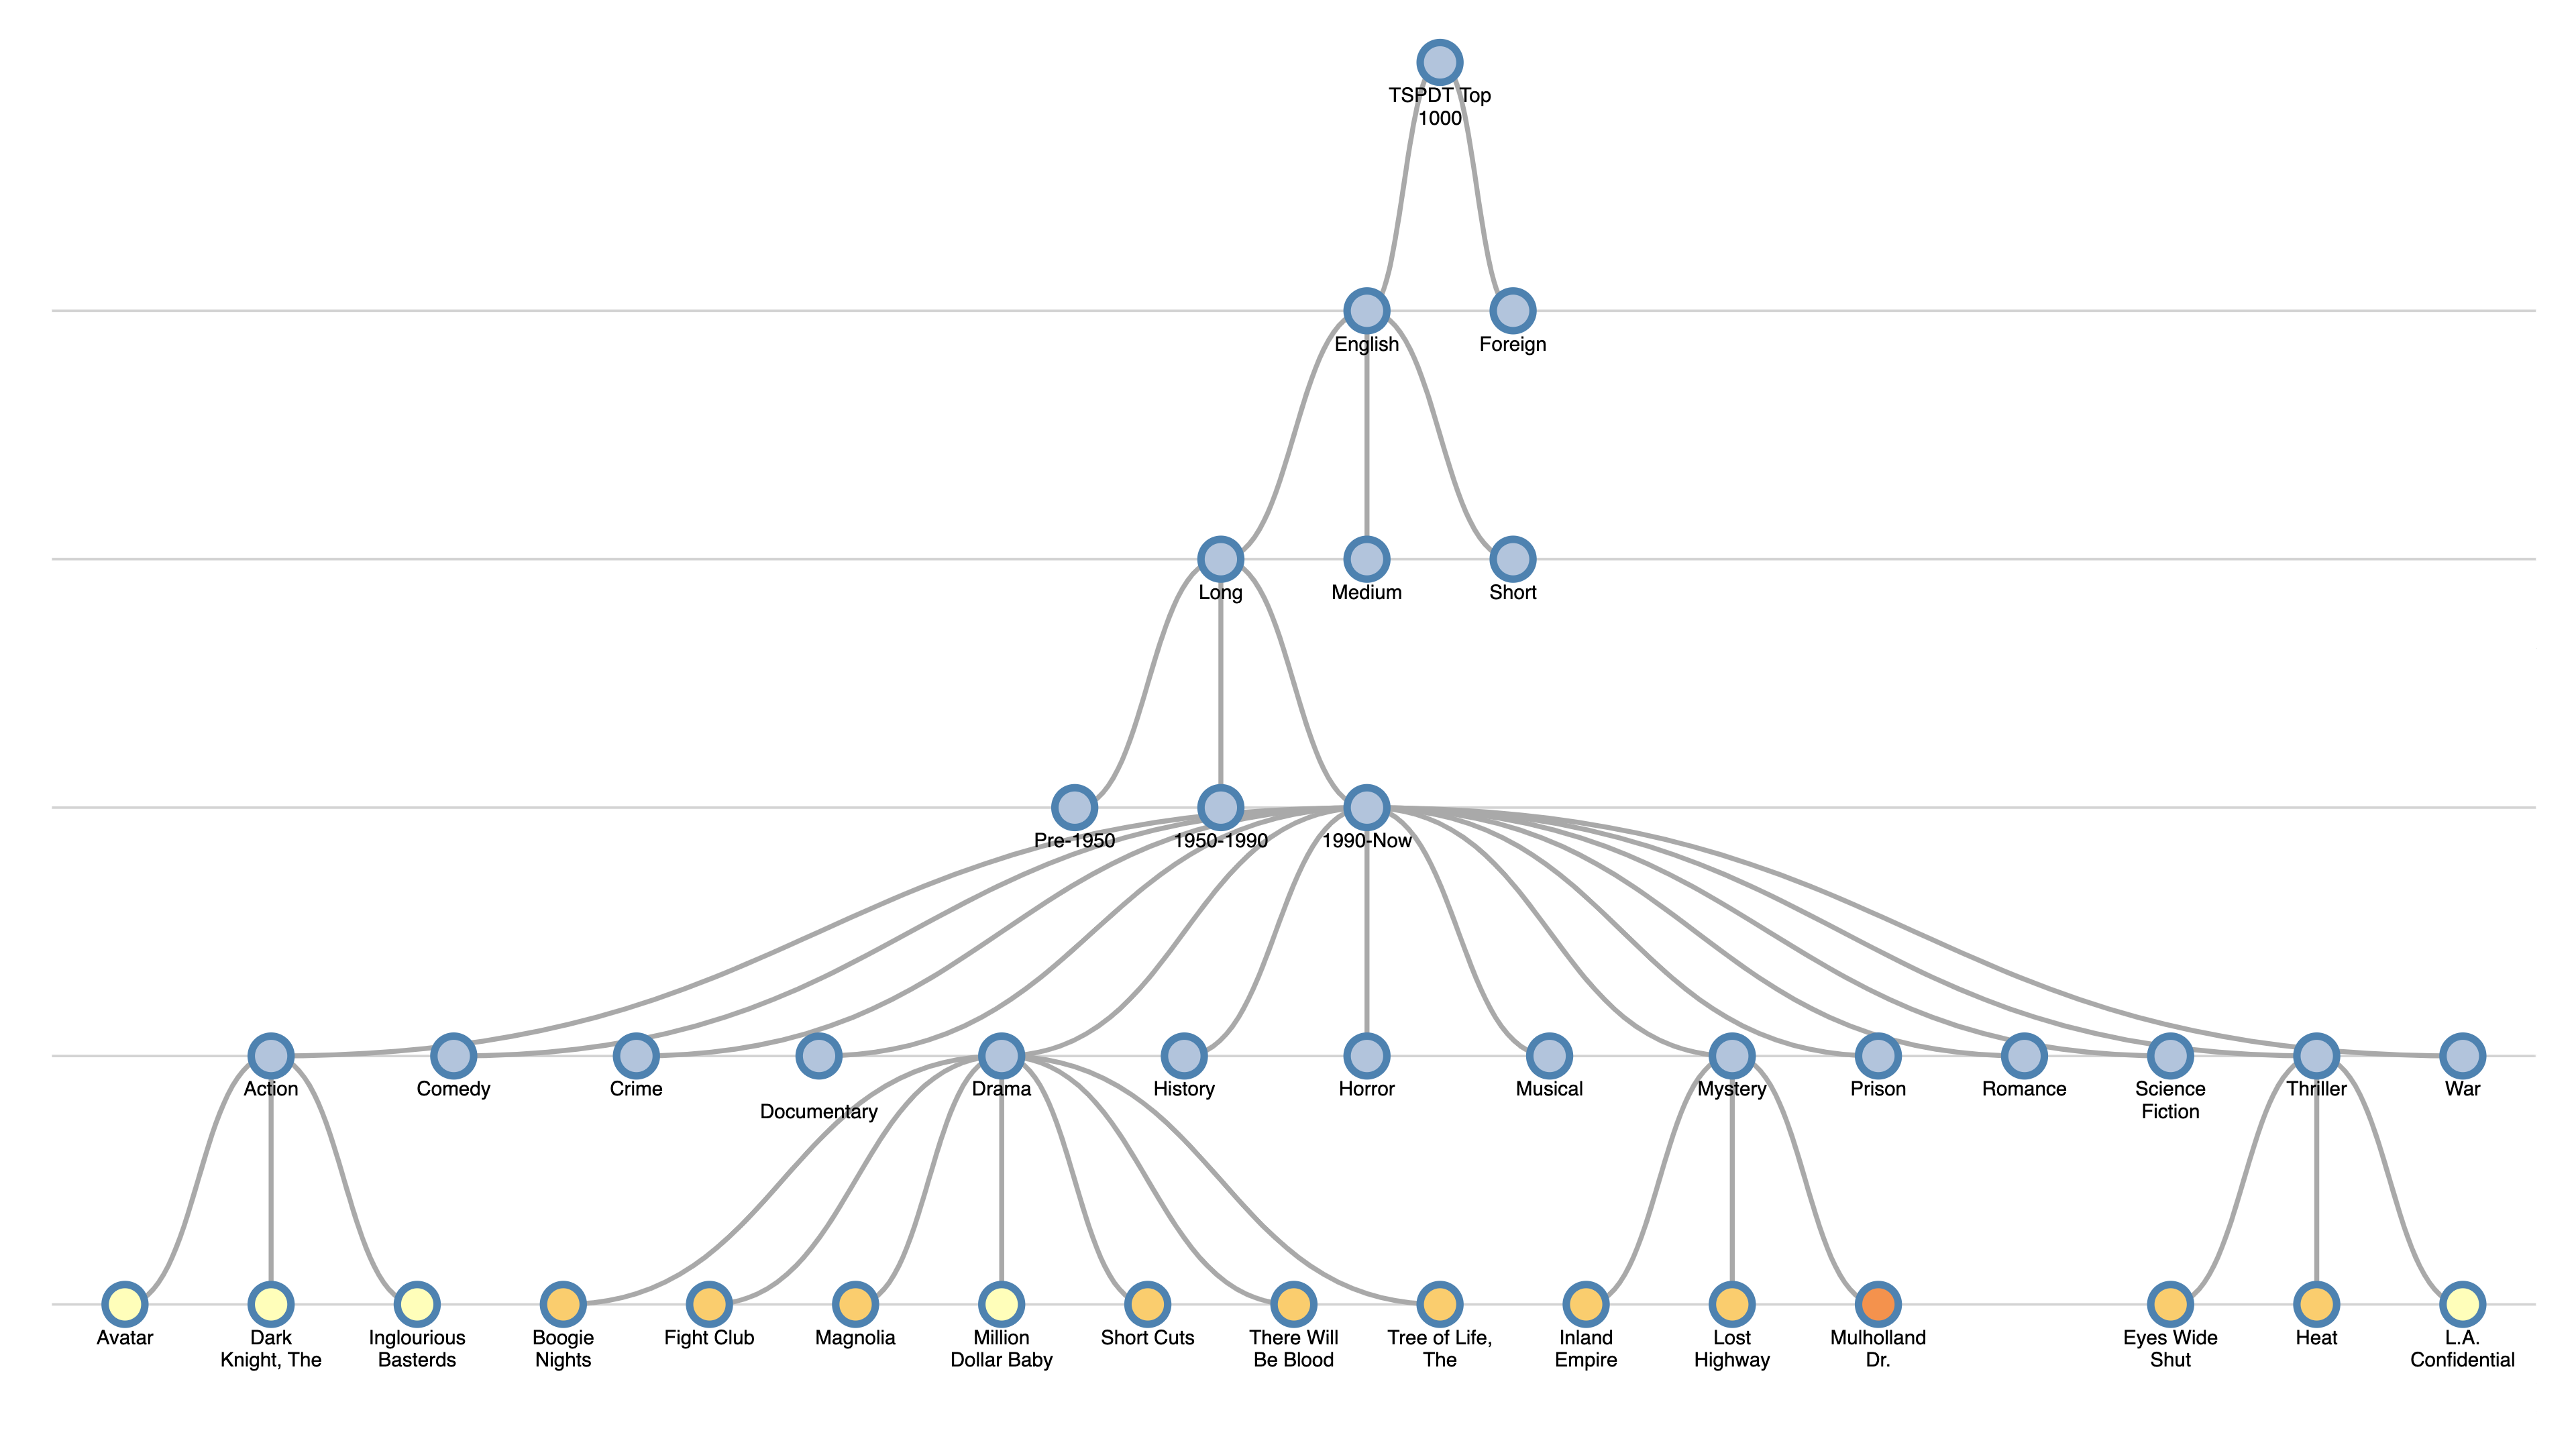 TSPDT Top
1000
English
Foreign
Long
Medium
Short
Pre-1950
1950-1990
1990-Now
Action
Comedy
Crime
Documentary
Drama
History
Horror
Musical
Mystery
Prison
Romance
Science
Fiction
Thriller
War
Avatar
Dark
Knight, The
Inglourious
Basterds
Boogie
Nights
Fight Club
Magnolia
Million
Dollar Baby
Short Cuts
There Will
Be Blood
Tree of Life,
The
Inland
Empire
Lost
Highway
Mulholland
Dr.
Eyes Wide
Shut
Heat
L.A.
Confidential